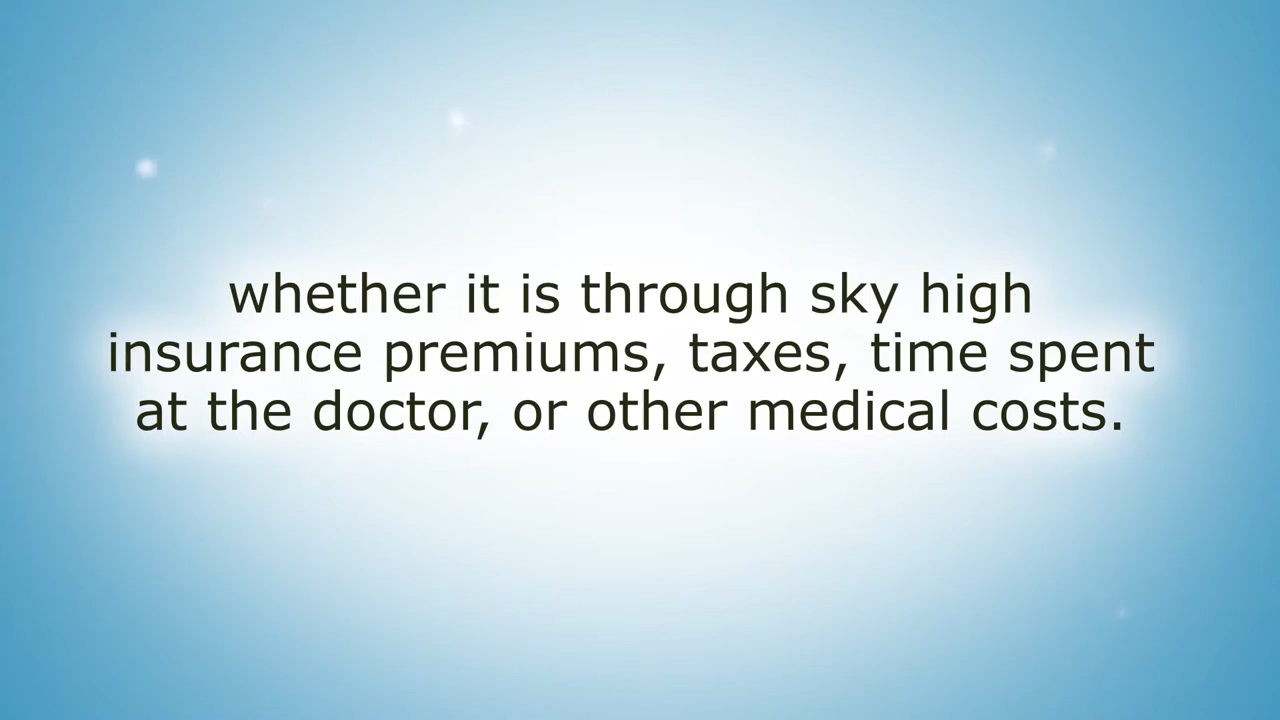 whether it is through sky high
insurance premiums, taxes, time spent
at the doctor, or other medical costs.